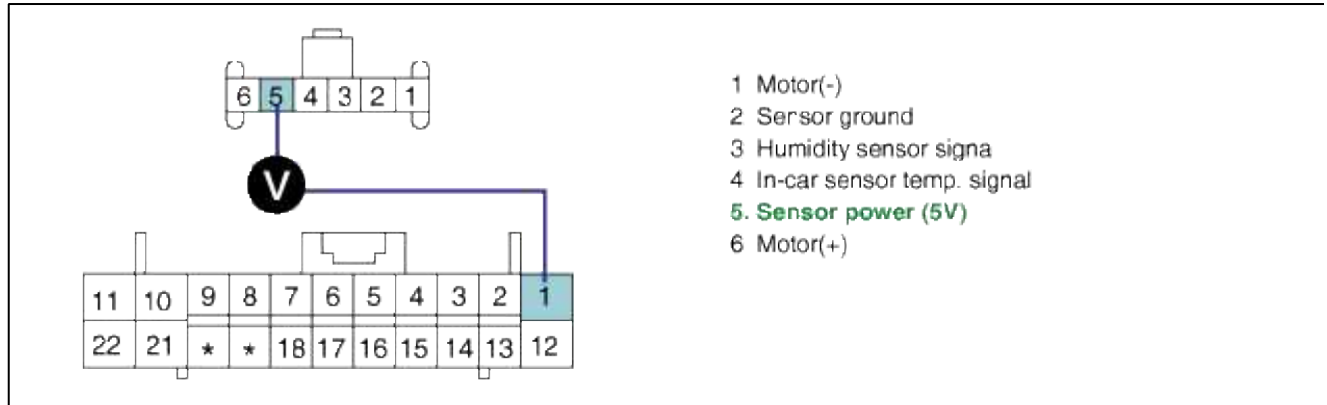 6 5 4 3 2 1
V
11 10 9 8 7 6 5 4 3 2 1
22 21 * * 18 17 16 15 14 13 12
1 Motor(-)
2 Sensor ground
3 Humidity sensor signa
4 In-car sensor temp. signal
5. Sensor power (5V)
6 Motor(+)